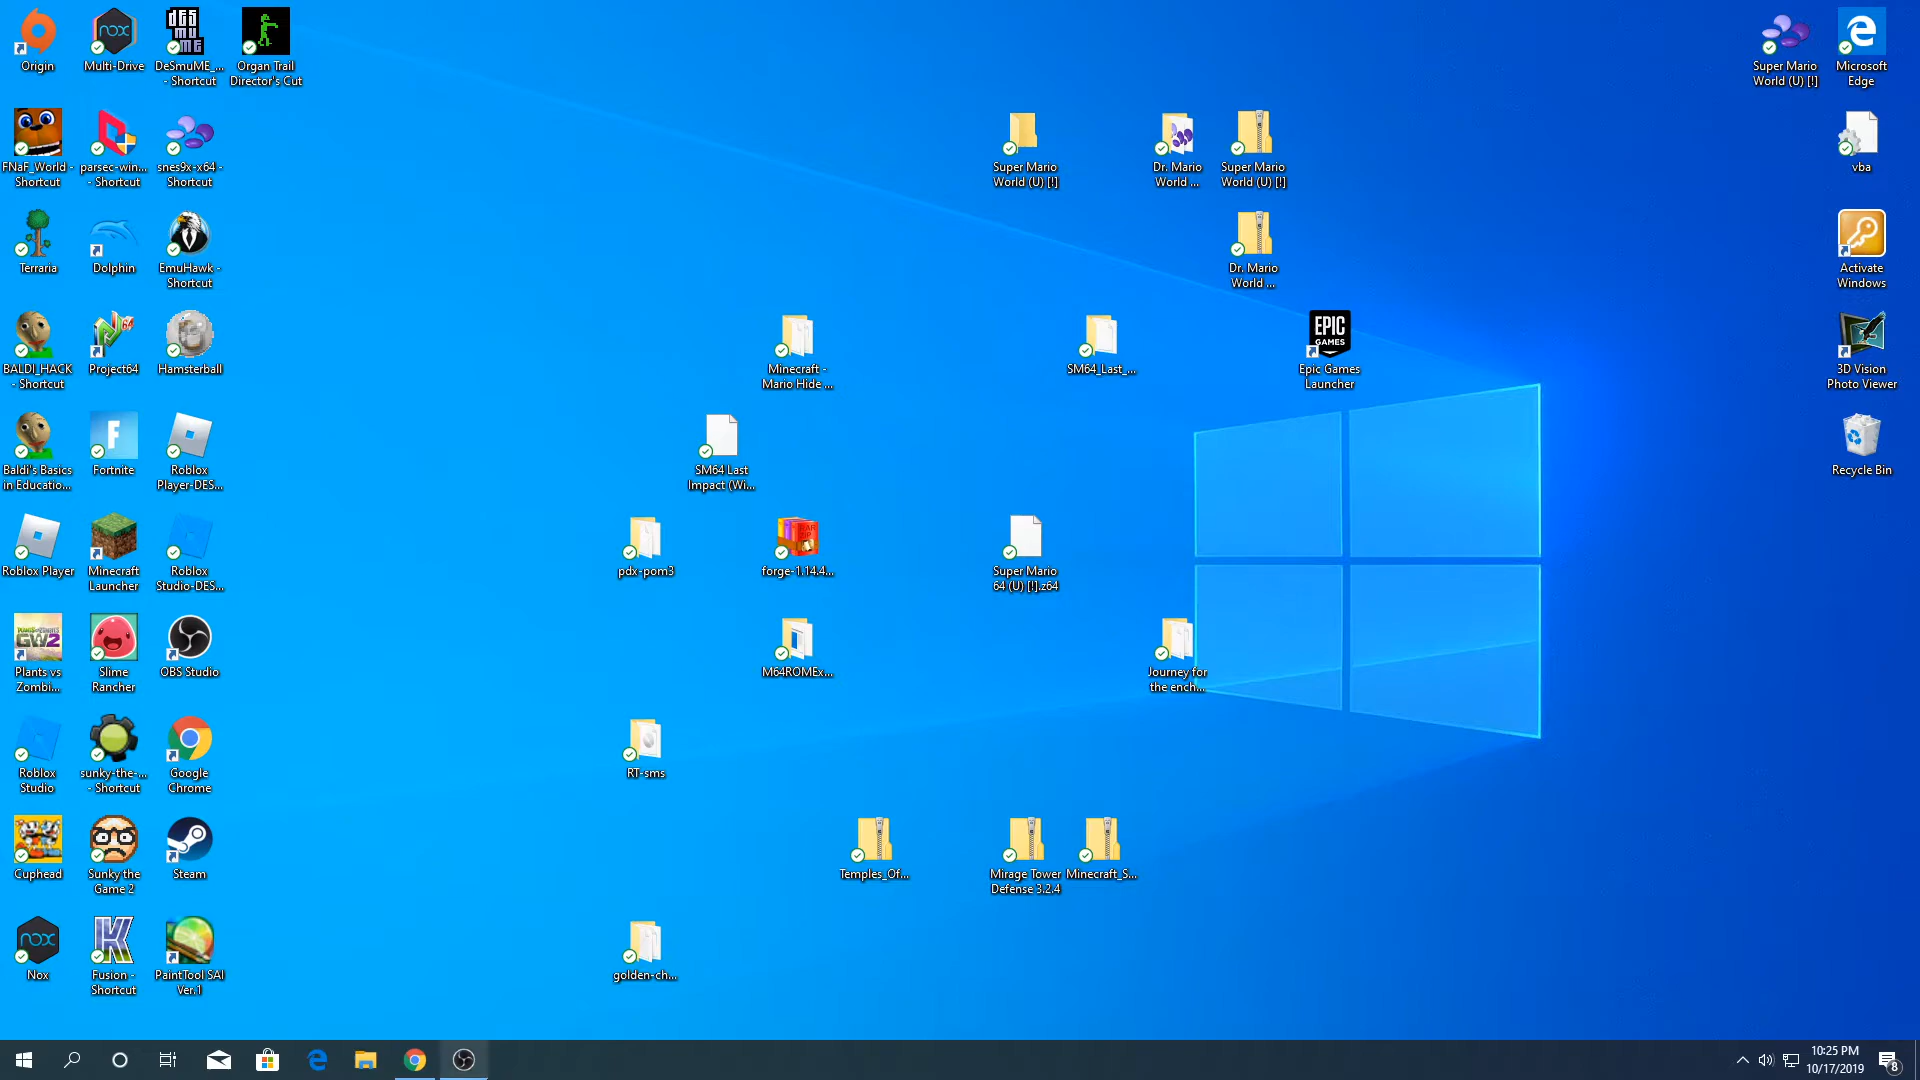 Origin
Multi-Drive
DeSmuME_...
- Shortcut
Organ Trail
Director's Cut
Super Mario
World (U) [!]
Microsoft
Edge
FNaF_World -
Shortcut
parsec-win...
- Shortcut
snes9x-x64 -
Shortcut
Super Mario
World (U) [!]
Dr. Mario
World ...
Super Mario
World (U) [!]
vba
Terraria
Dolphin
EmuHawk -
Shortcut
Dr. Mario
World ...
Activate
Windows
BALDI_HACK
- Shortcut
Project64
Hamsterball
Minecraft -
Mario Hide ...
SM64_Last_...
EPIC
GAMES
Epic Games
Launcher
3D Vision
Photo Viewer
Baldi's Basics
in Educatio...
Fortnite
Roblox
Player-DES...
SM64 Last
Impact (Wi...
Recycle Bin
Roblox Player
Minecraft
Launcher
Roblox
Studio-DES...
pdx-pom3
forge-1.14.4...
Super Mario
64 (U) [!].z64
GW2
Plants vs
Zombi...
Slime
Rancher
OBS Studio
M64ROMEx...
Journey for
the ench...
Roblox
Studio
sunky-the-...
- Shortcut
Google
Chrome
RT-sms
Cuphead
Sunky the
Game 2
Steam
Temples_Of...
Mirage Tower
Defense 3.2.4
Minecraft_S...
nox
Nox
Fusion -
Shortcut
PaintTool SAI
Ver.1
golden-ch...
10:25 PM
10/17/2019
8